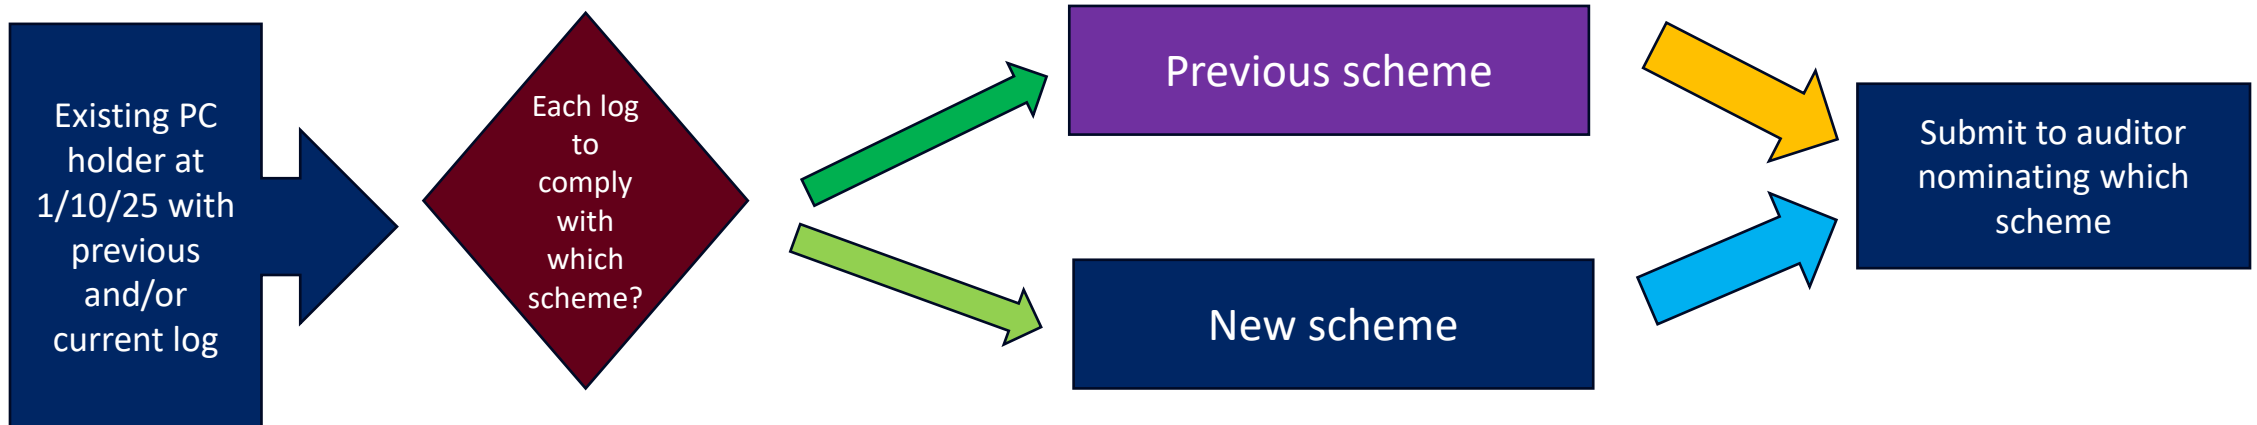 Existing PC
holder at
1/10/25 with
previous
and/or
current log
Each log
to
comply
with
which
scheme?
Previous scheme
New scheme
Submit to auditor
nominating which
scheme